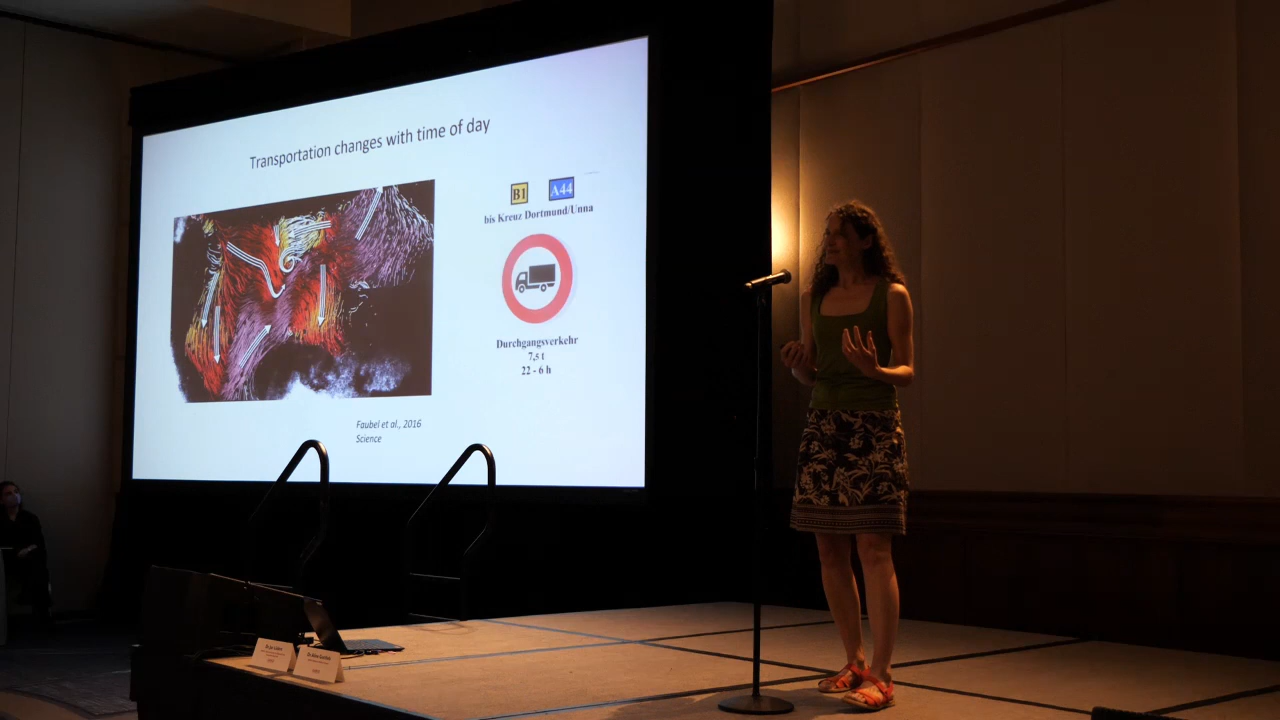 Transportation changes with time of day
B1 A44
bis Kreuz Dortmund/Unna
Durchgangsverkehr
7,5 t
22 - 6 h
Faubel et al., 2016
Science